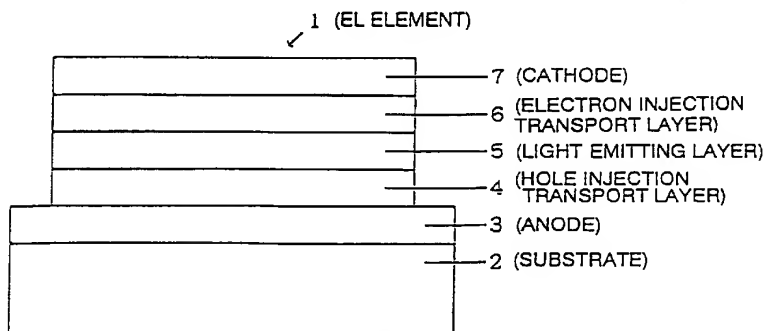 1 (EL ELEMENT)
7 (CATHODE)
6 (ELECTRON INJECTION
TRANSPORT LAYER)
5 (LIGHT EMITTING LAYER)
4 (HOLE INJECTION
TRANSPORT LAYER)
3 (ANODE)
2 (SUBSTRATE)